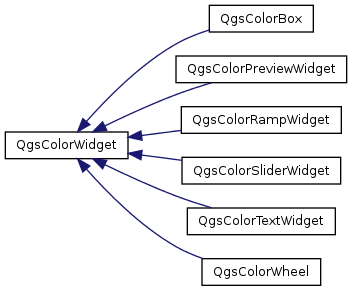 QgsColorBox
QgsColorPreviewWidget
QgsColorRampWidget
QgsColorWidget
QgsColorSliderWidget
QgsColorTextWidget
QgsColorWheel